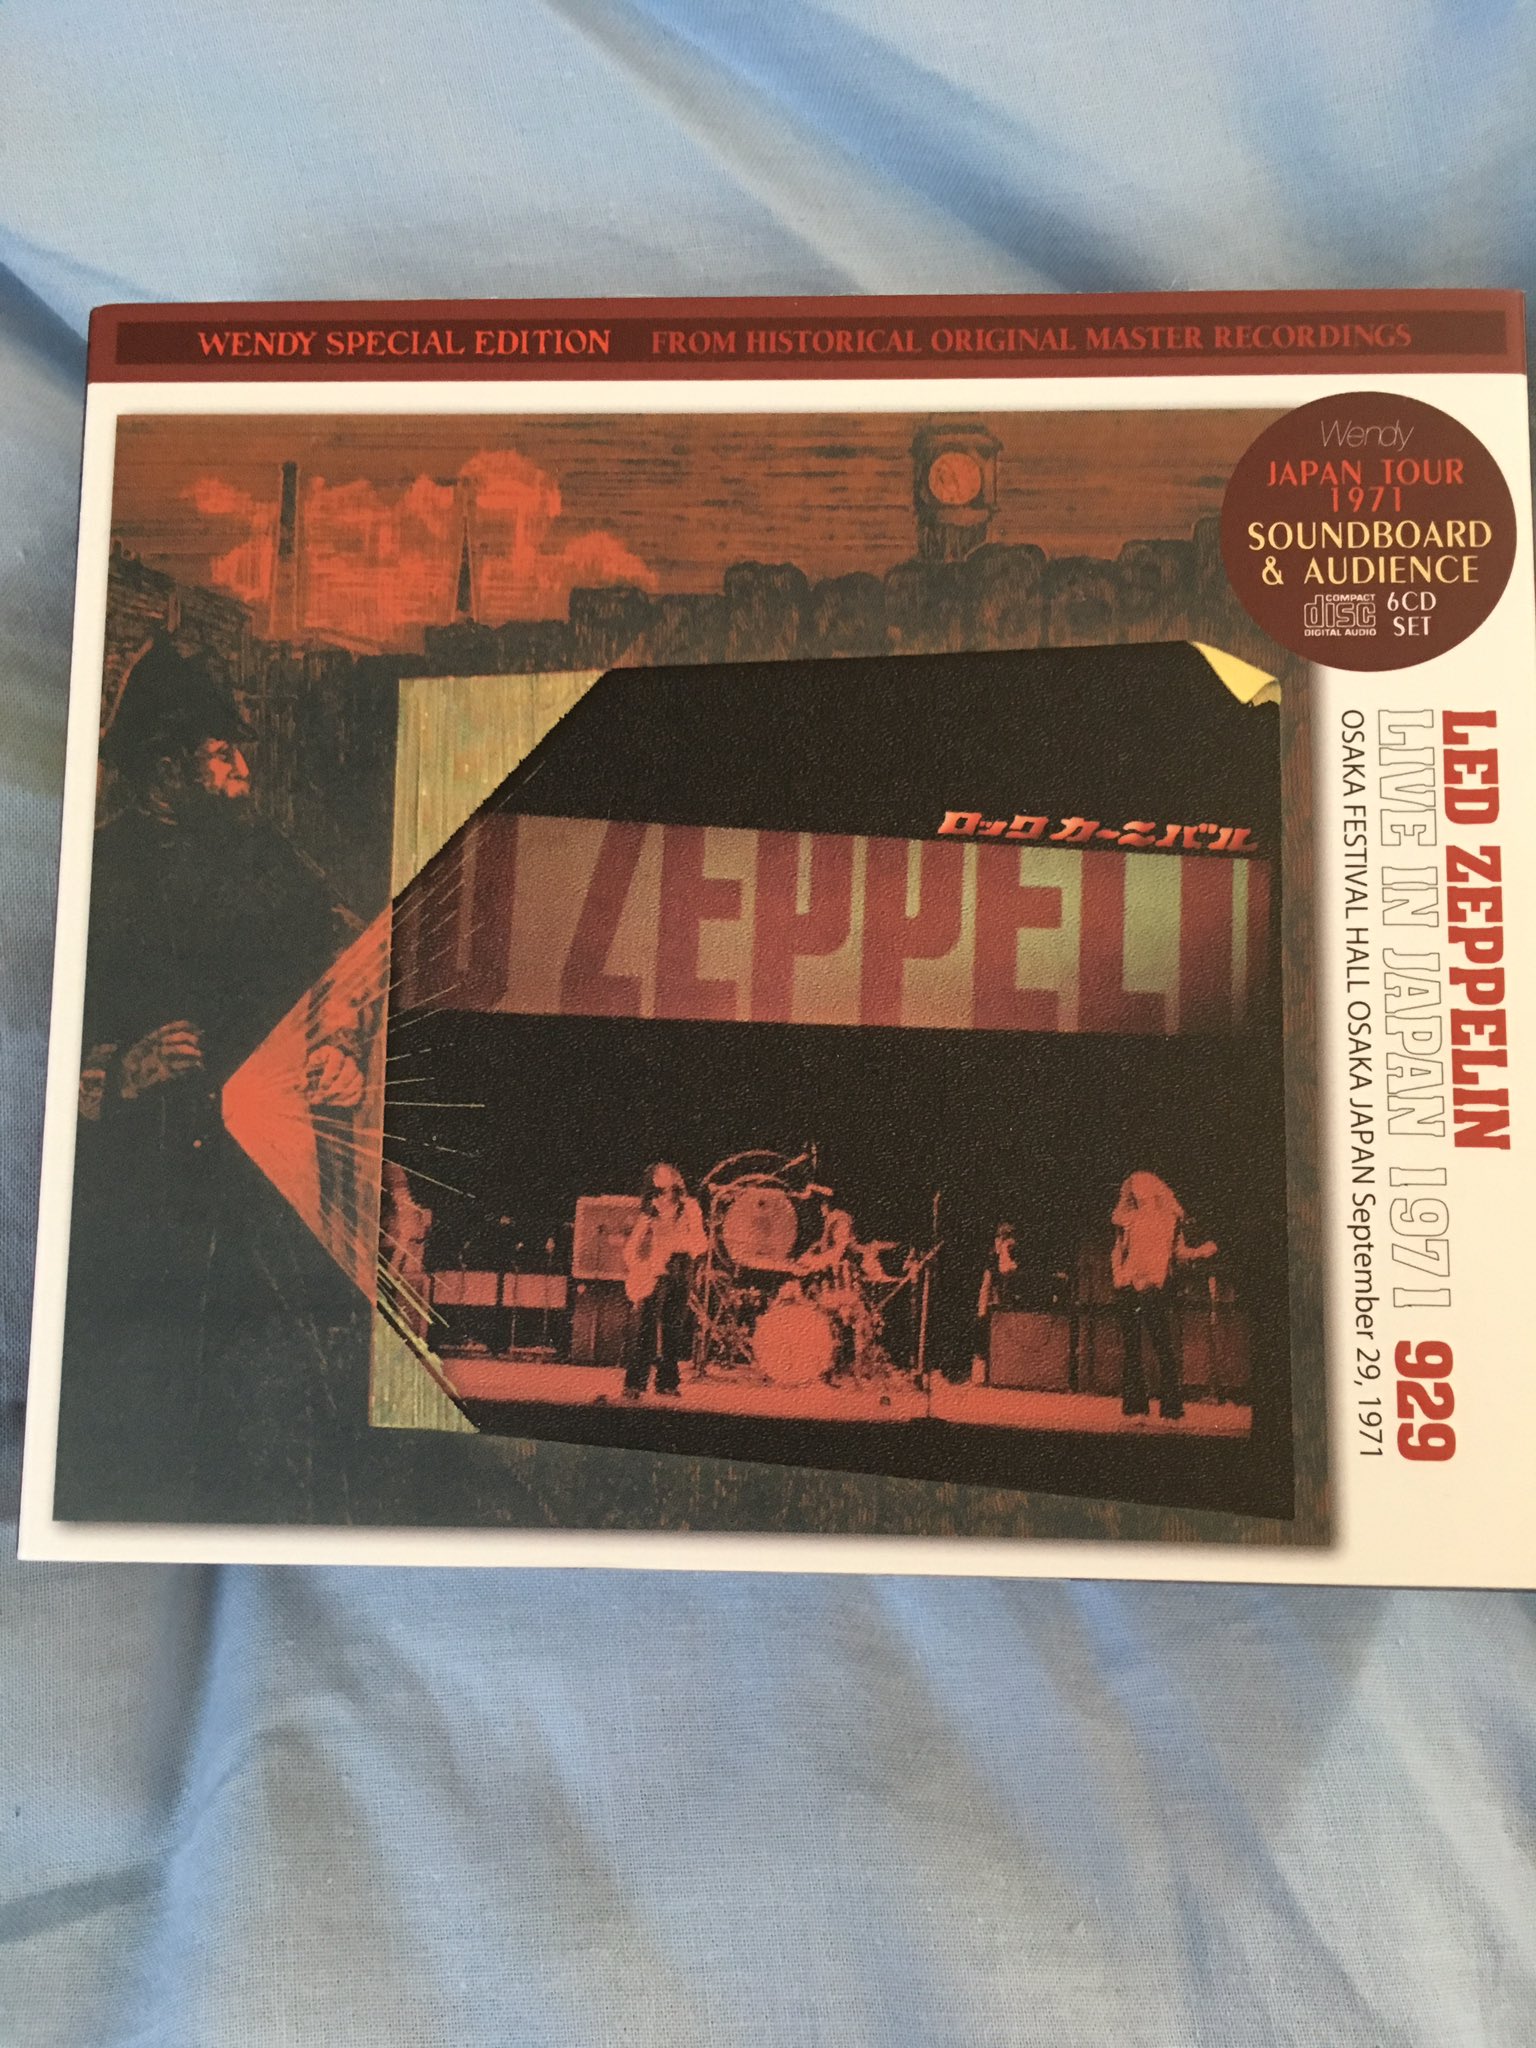 WENDY SPECIAL EDITION FROM HISTORICAL ORIGINAL MASTER RECORDINGS
Wendy
JAPAN TOUR
1971
SOUNDBOARD
& AUDIENCE
COMPACT
disc
DIGITAL AUDIO
6CD
SET
LED ZEPPELIN
LIVE IN JAPAN 1971 929
OSAKA FESTIVAL HALL OSAKA JAPAN September 29, 1971
ロックカーニバル
D ZEPPELI